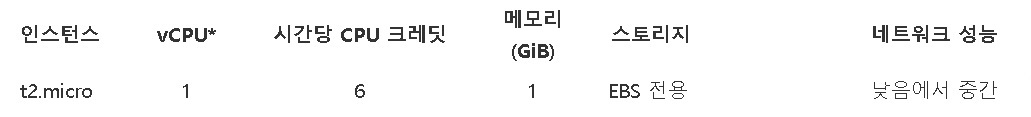 인스턴스 vCPU* 시간당 CPU 크레딧 메모리 (GiB) 스토리지 네트워크 성능
t2.micro 1 6 1 EBS 전용 낮음에서 중간